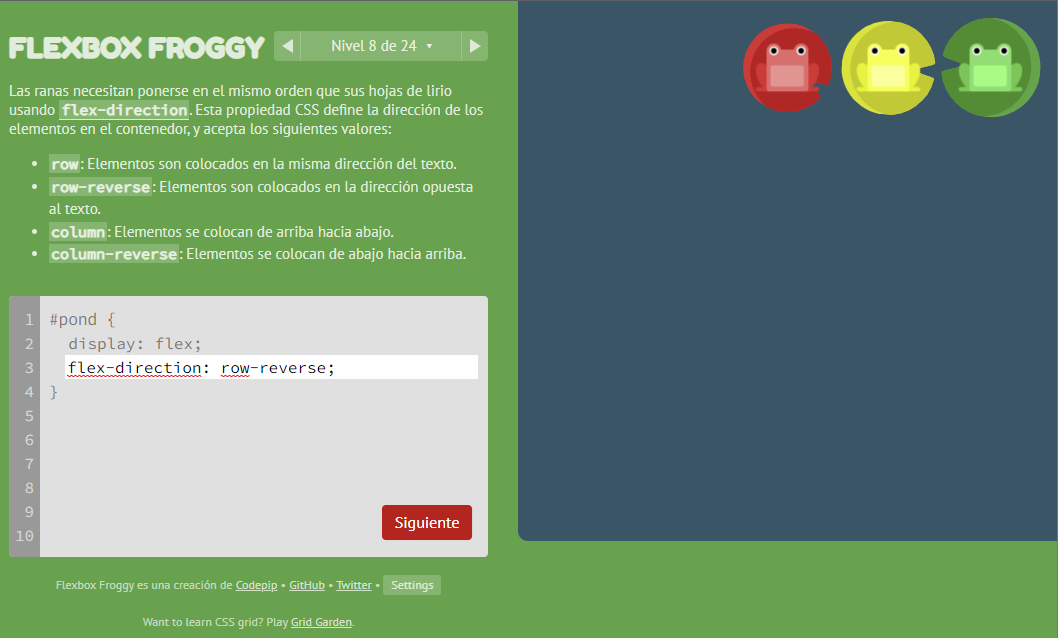 FLEXBOX FROGGY
Nivel 8 de 24
Las ranas necesitan ponerse en el mismo orden que sus hojas de lirio
usando flex-direction. Esta propiedad CSS define la dirección de los
elementos en el contenedor, y acepta los siguientes valores:
row: Elementos son colocados en la misma dirección del texto.
row-reverse: Elementos son colocados en la dirección opuesta
al texto.
column: Elementos se colocan de arriba hacia abajo.
column-reverse: Elementos se colocan de abajo hacia arriba.
1 #pond {
2 display: flex;
3 flex-direction: row-reverse;
4 }
5
6
7
8
9
10
Siguiente
Flexbox Froggy es una creación de Codepip • GitHub • Twitter • Settings
Want to learn CSS grid? Play Grid Garden.